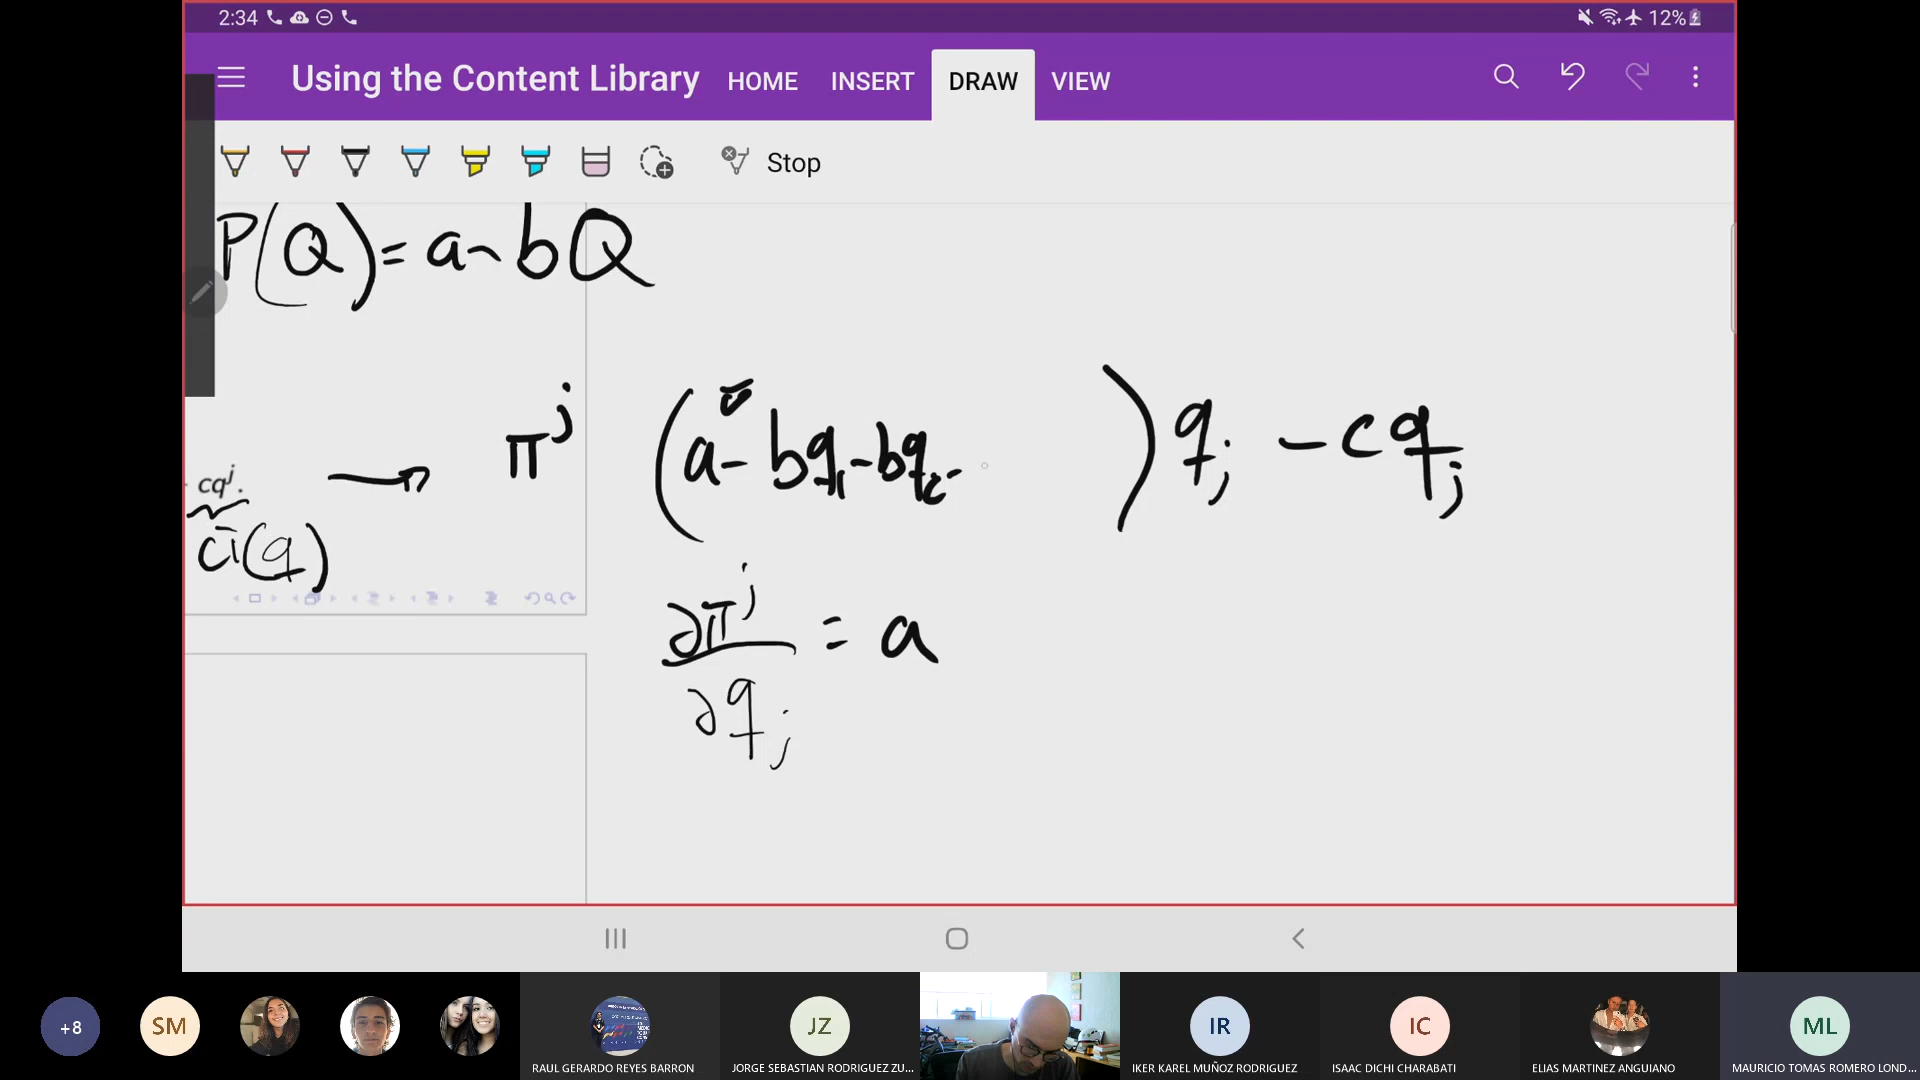 2:34 12%
Using the Content Library HOME INSERT DRAW VIEW
Stop
P(Q) = a - bQ
cq^j. → π^j (a - bq_1 - bq_2 - ) q_j - cq_j
ci(q)
∂π^j / ∂q_j = a
+8 SM JZ IR IC ML
RAUL GERARDO REYES BARRON JORGE SEBASTIAN RODRIGUEZ ZU... IKER KAREL MUÑOZ RODRIGUEZ ISAAC DICHI CHARABATI ELIAS MARTINEZ ANGUIANO MAURICIO TOMAS ROMERO LOND...